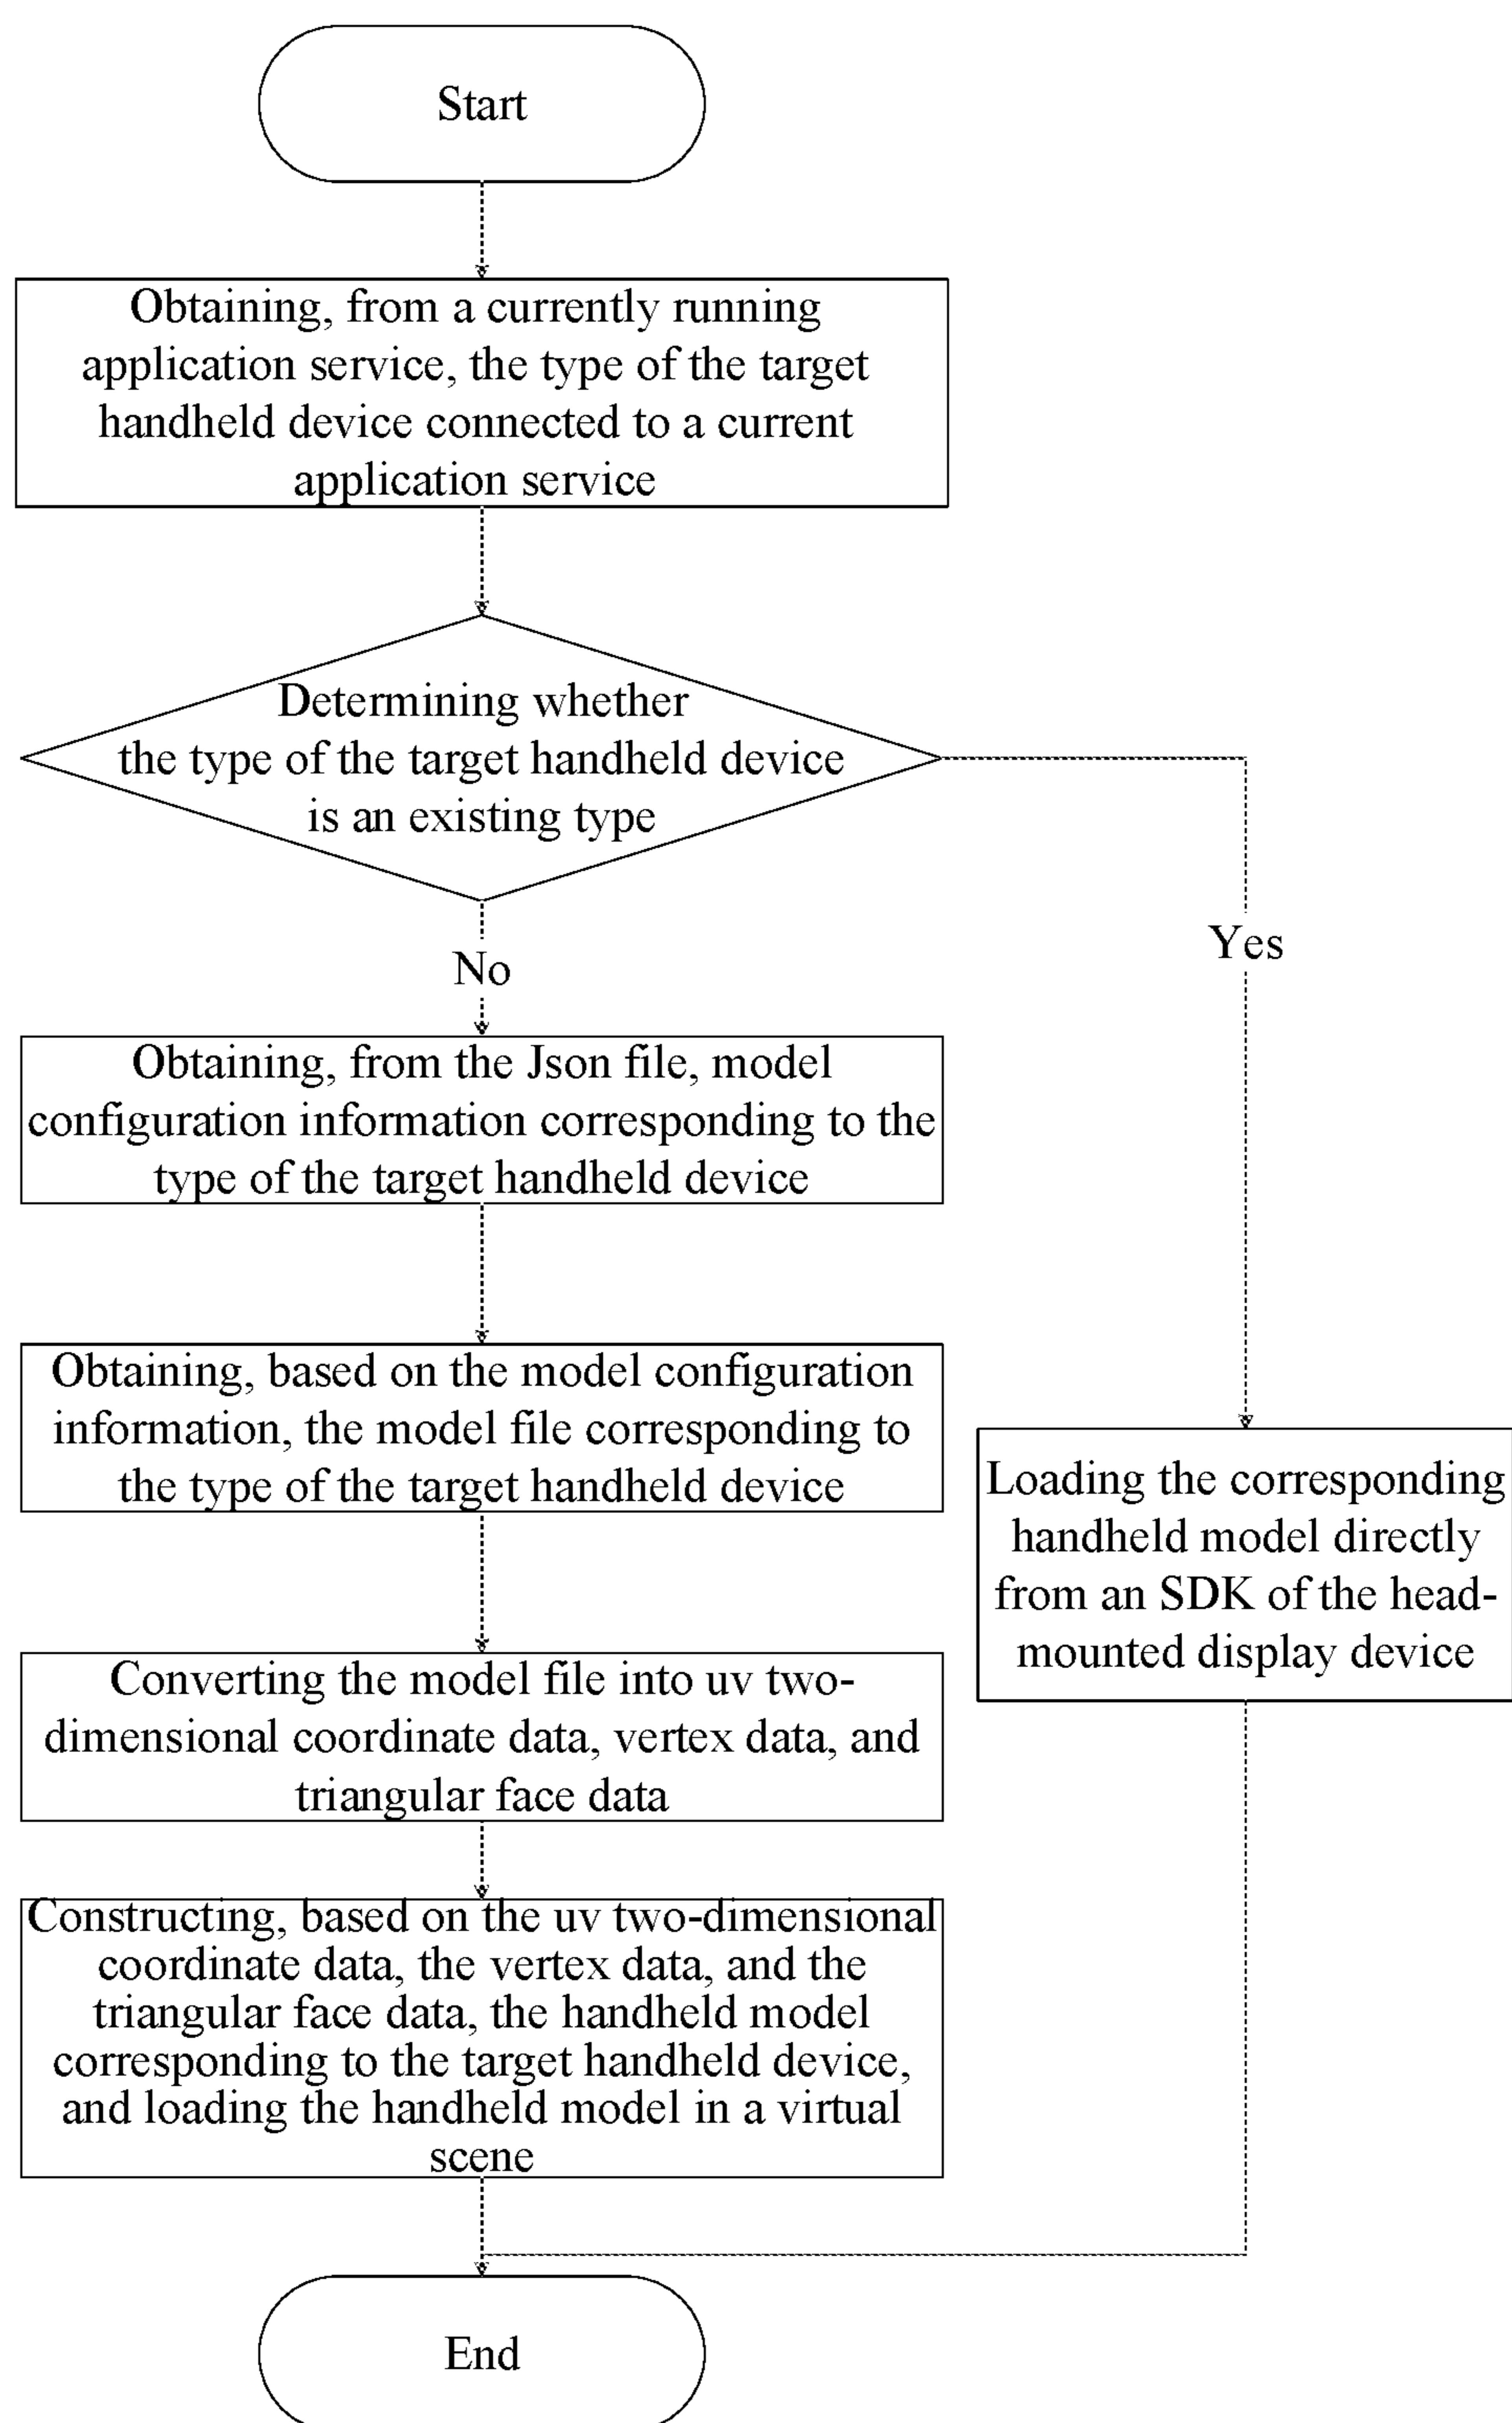 Start
Obtaining, from a currently running
application service, the type of the target
handheld device connected to a current
application service
Determining whether
the type of the target handheld device
is an existing type
No
Yes
Obtaining, from the Json file, model
configuration information corresponding to the
type of the target handheld device
Obtaining, based on the model configuration
information, the model file corresponding to
the type of the target handheld device
Loading the corresponding
handheld model directly
from an SDK of the head-
mounted display device
Converting the model file into uv two-
dimensional coordinate data, vertex data, and
triangular face data
Constructing, based on the uv two-dimensional
coordinate data, the vertex data, and the
triangular face data, the handheld model
corresponding to the target handheld device,
and loading the handheld model in a virtual
scene
End